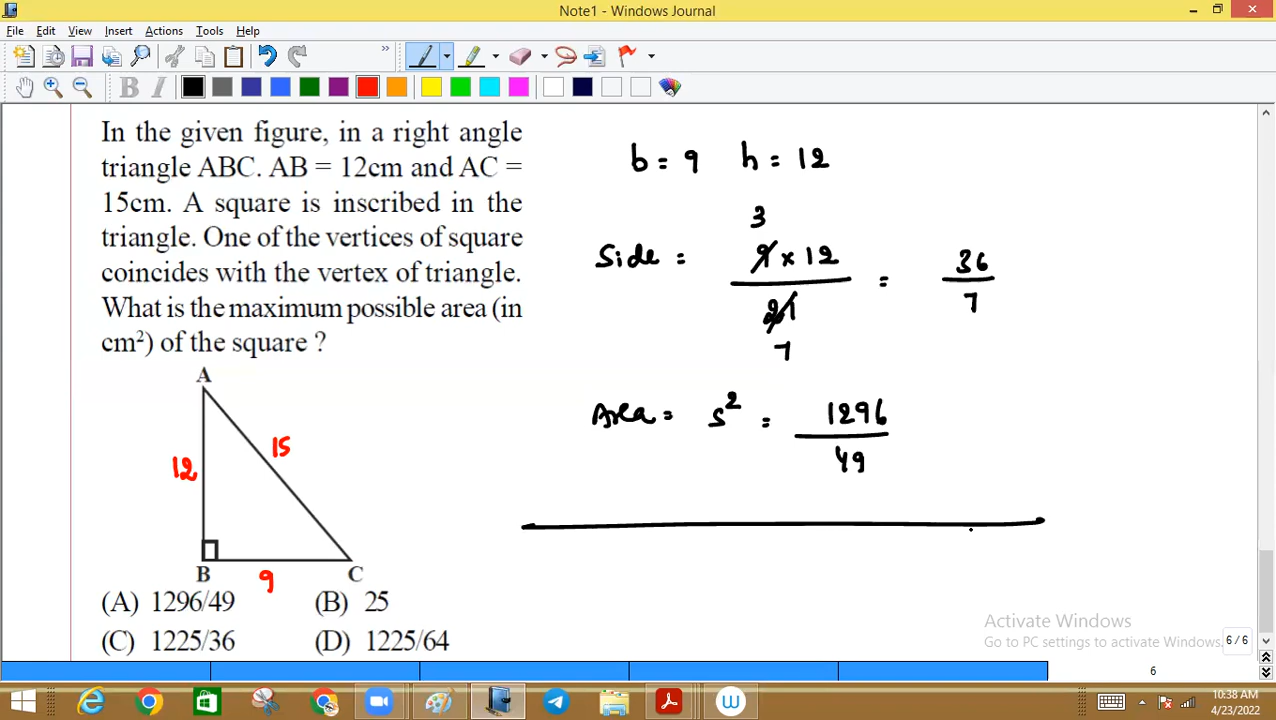 Note1 - Windows Journal
File Edit View Insert Actions Tools Help
In the given figure, in a right angle
triangle ABC. AB = 12cm and AC =
15cm. A square is inscribed in the
triangle. One of the vertices of square
coincides with the vertex of triangle.
What is the maximum possible area (in
cm²) of the square ?
A
12
15
B
9
C
(A) 1296/49 (B) 25
(C) 1225/36 (D) 1225/64
b = 9 h = 12
3
Side = 9 x 12 / 21 = 36 / 7
7
Area = s² = 1296 / 49
Activate Windows
Go to PC settings to activate Windows.
6 / 6
6
10:38 AM
4/23/2022